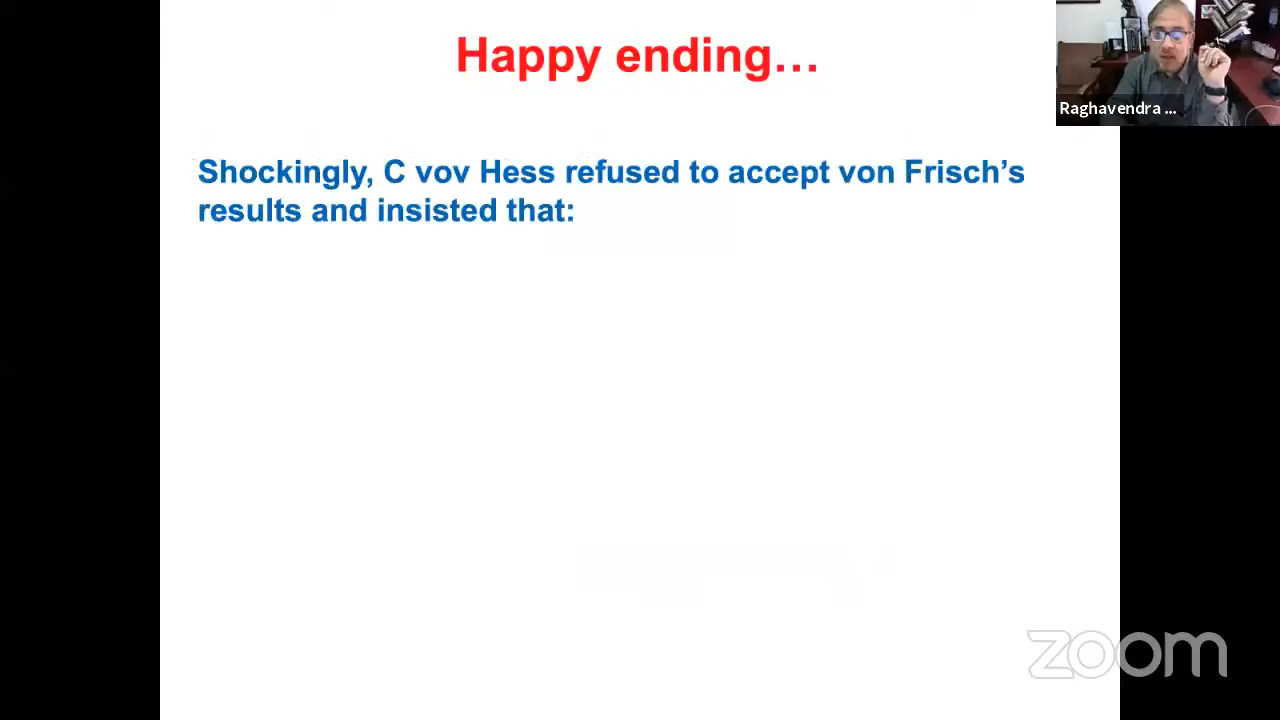 Happy ending…
Raghavendra ...
Shockingly, C vov Hess refused to accept von Frisch’s
results and insisted that:
zoom